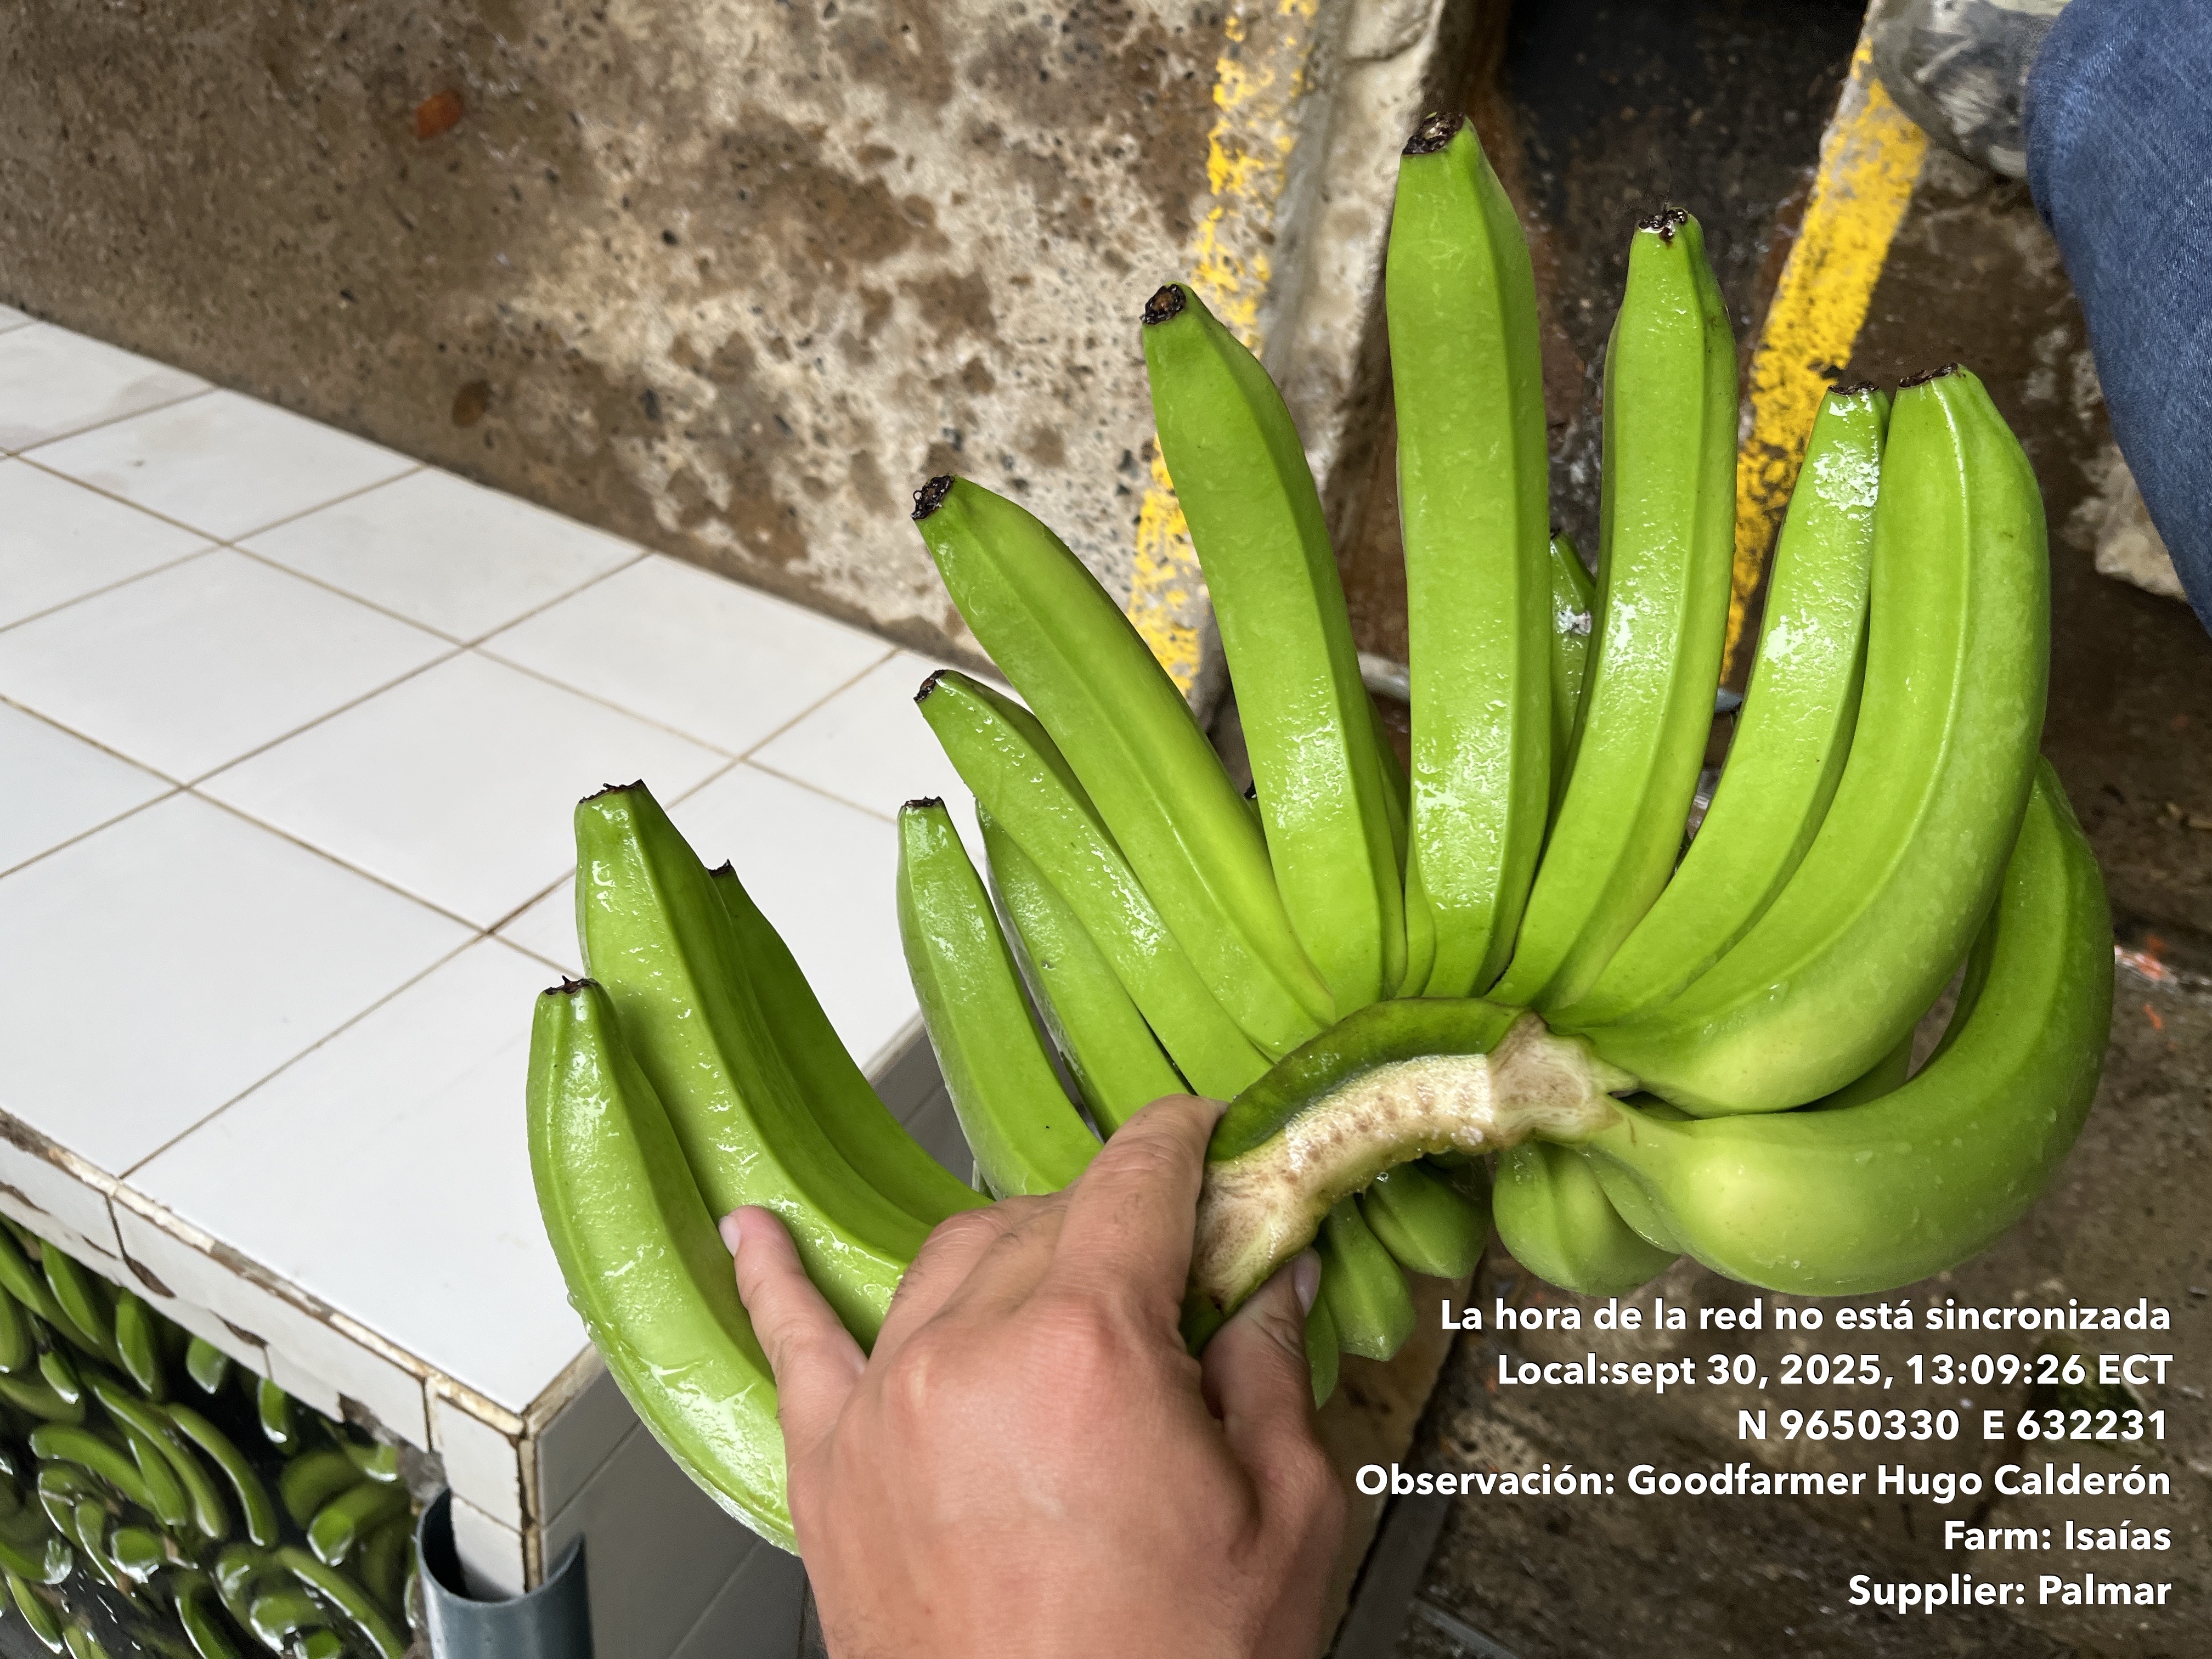 La hora de la red no está sincronizada
Local:sept 30, 2025, 13:09:26 ECT
N 9650330 E 632231
Observación: Goodfarmer Hugo Calderón
Farm: Isaías
Supplier: Palmar